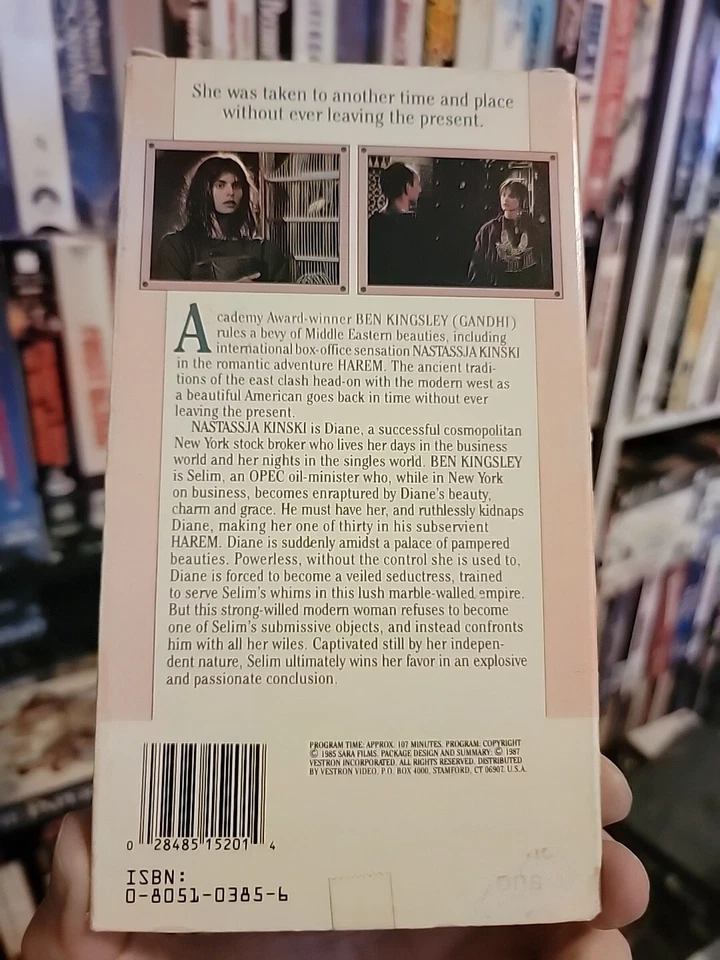 She was taken to another time and place
without ever leaving the present.
Academy Award-winner BEN KINGSLEY (GANDHI)
rules a bevy of Middle Eastern beauties, including
international box-office sensation NASTASSJA KINSKI
in the romantic adventure HAREM. The ancient tradi-
tions of the east clash head-on with the modern west as
a beautiful American goes back in time without ever
leaving the present.
NASTASSJA KINSKI is Diane, a successful cosmopolitan
New York stock broker who lives her days in the business
world and her nights in the singles world. BEN KINGSLEY
is Selim, an OPEC oil-minister who, while in New York
on business, becomes enraptured by Diane's beauty,
charm and grace. He must have her, and ruthlessly kidnaps
Diane, making her one of thirty in his subservient
HAREM. Diane is suddenly amidst a palace of pampered
beauties. Powerless, without the control she is used to,
Diane is forced to become a veiled seductress, trained
to serve Selim's whims in this lush marble-walled empire.
But this strong-willed modern woman refuses to become
one of Selim's submissive objects, and instead confronts
him with all her wiles. Captivated still by her indepen-
dent nature, Selim ultimately wins her favor in an explosive
and passionate conclusion.
PROGRAM TIME: APPROX. 107 MINUTES. PROGRAM: COPYRIGHT
© 1985 SARA FILMS. PACKAGE DESIGN AND SUMMARY: © 1987
VESTRON INCORPORATED. ALL RIGHTS RESERVED. DISTRIBUTED
BY VESTRON VIDEO, P.O. BOX 4000, STAMFORD, CT 06907. U.S.A.
0 28485 15201 4
ISBN:
0-8051-0385-6